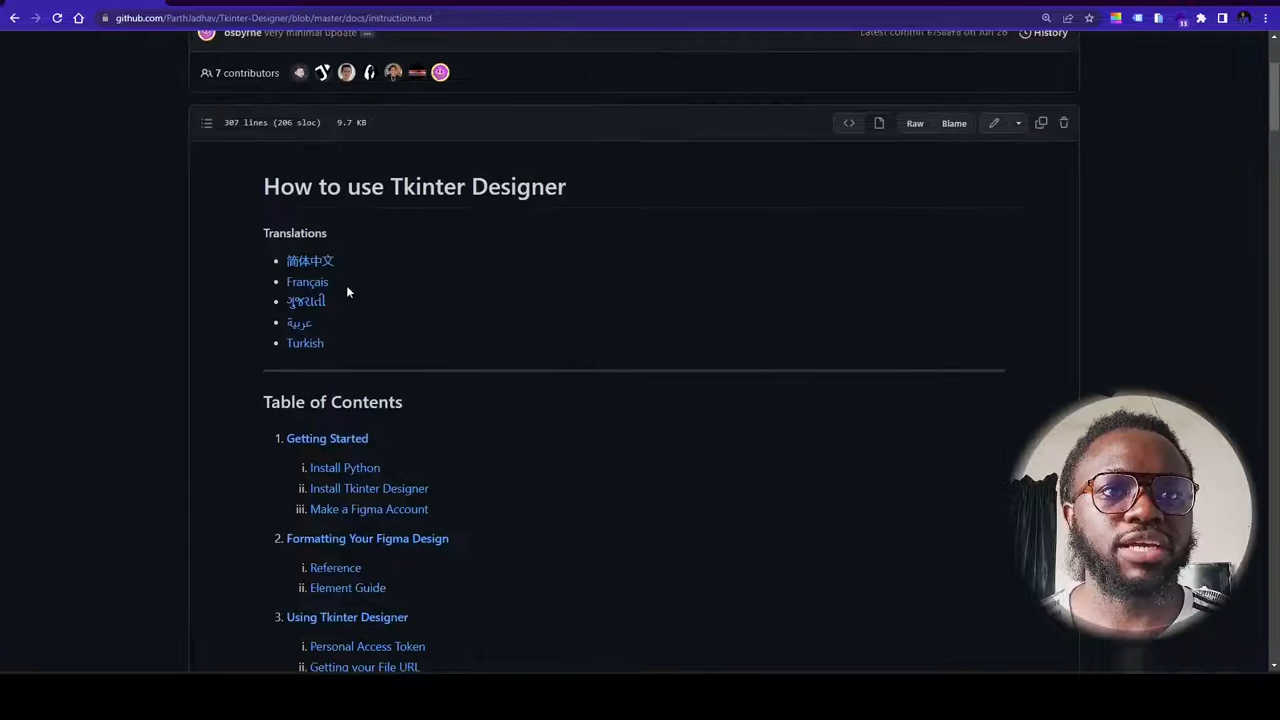 github.com/ParthJadhav/Tkinter-Designer/blob/master/docs/instructions.md
13
osbyrne very minimal update
Latest commit on Jun 26 History
7 contributors
307 lines (206 sloc) 9.7 KB
Raw Blame
How to use Tkinter Designer
Translations
简体中文
Français
ગુજરાતી
عربية
Turkish
Table of Contents
1. Getting Started
i. Install Python
ii. Install Tkinter Designer
iii. Make a Figma Account
2. Formatting Your Figma Design
i. Reference
ii. Element Guide
3. Using Tkinter Designer
i. Personal Access Token
ii. Getting your File URL